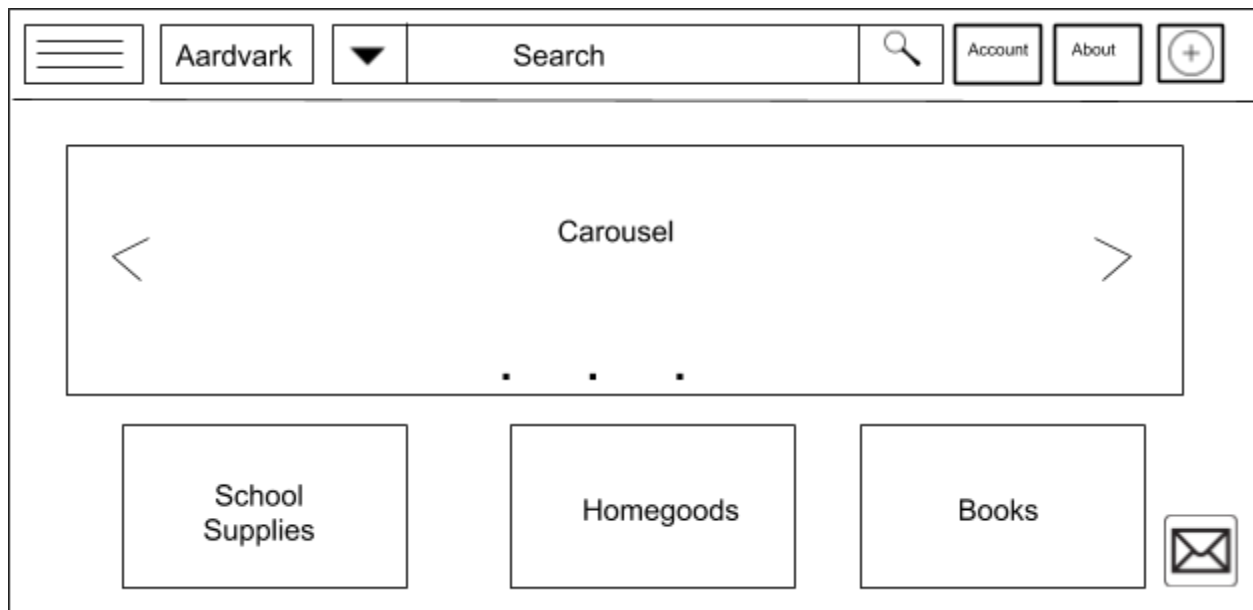 Aardvark
Search
Account
About
Carousel
School
Supplies
Homegoods
Books